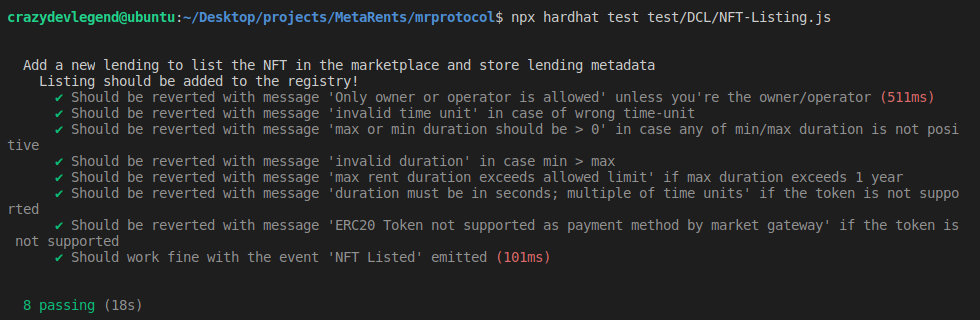 crazydevlegend@ubuntu:~/Desktop/projects/MetaRents/mrprotocol$ npx hardhat test test/DCL/NFT-Listing.js
Add a new lending to list the NFT in the marketplace and store lending metadata
Listing should be added to the registry!
✔ Should be reverted with message 'Only owner or operator is allowed' unless you're the owner/operator (511ms)
✔ Should be reverted with message 'invalid time unit' in case of wrong time-unit
✔ Should be reverted with message 'max or min duration should be > 0' in case any of min/max duration is not posi
tive
✔ Should be reverted with message 'invalid duration' in case min > max
✔ Should be reverted with message 'max rent duration exceeds allowed limit' if max duration exceeds 1 year
✔ Should be reverted with message 'duration must be in seconds; multiple of time units' if the token is not suppo
rted
✔ Should be reverted with message 'ERC20 Token not supported as payment method by market gateway' if the token is
not supported
✔ Should work fine with the event 'NFT Listed' emitted (101ms)
8 passing (18s)